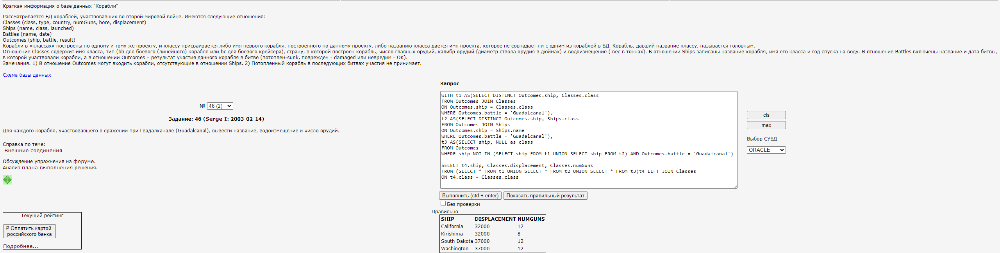 Краткая информация о базе данных "Корабли"
Рассматривается БД кораблей, участвовавших во второй мировой войне. Имеются следующие отношения:
Classes (class, type, country, numGuns, bore, displacement)
Ships (name, class, launched)
Battles (name, date)
Outcomes (ship, battle, result)
Корабли в «классах» построены по одному и тому же проекту, и классу присваивается либо имя первого корабля, построенного по данному проекту, либо названию класса дается имя проекта, которое не совпадает ни с одним из кораблей в БД. Корабль, давший название классу, называется головным.
Отношение Classes содержит имя класса, тип (bb для боевого (линейного) корабля или bc для боевого крейсера), страну, в которой построен корабль, число главных орудий, калибр орудий (диаметр ствола орудия в дюймах) и водоизмещение ( вес в тоннах). В отношении Ships записаны название корабля, имя его класса и год спуска на воду. В отношение Battles включены название и дата битвы,
в которой участвовали корабли, а в отношении Outcomes – результат участия данного корабля в битве (потоплен-sunk, поврежден - damaged или невредим - OK).
Замечания. 1) В отношение Outcomes могут входить корабли, отсутствующие в отношении Ships. 2) Потопленный корабль в последующих битвах участия не принимает.
Схема базы данных
№ 46 (2)
Задание: 46 (Serge I: 2003-02-14)
Для каждого корабля, участвовавшего в сражении при Гвадалканале (Guadalcanal), вывести название, водоизмещение и число орудий.
Справка по теме:
Внешние соединения
Обсуждение упражнения на форуме.
Анализ плана выполнения решения.
Текущий рейтинг
₽ Оплатить картой
российского банка
Подробнее...
Запрос
WITH t1 AS(SELECT DISTINCT Outcomes.ship, Classes.class
FROM Outcomes JOIN Classes
ON Outcomes.ship = Classes.class
WHERE Outcomes.battle = 'Guadalcanal'),
t2 AS(SELECT DISTINCT Outcomes.ship, Ships.class
FROM Outcomes JOIN Ships
ON Outcomes.ship = Ships.name
WHERE Outcomes.battle = 'Guadalcanal'),
t3 AS(SELECT ship, NULL as class
FROM Outcomes
WHERE ship NOT IN (SELECT ship FROM t1 UNION SELECT ship FROM t2) AND Outcomes.battle = 'Guadalcanal')
SELECT t4.ship, Classes.displacement, Classes.numGuns
FROM (SELECT * FROM t1 UNION SELECT * FROM t2 UNION SELECT * FROM t3)t4 LEFT JOIN Classes
ON t4.class = Classes.class
cls
max
Выбор СУБД
ORACLE
Выполнить (ctrl + enter) Показать правильный результат
Без проверки
Правильно
SHIP DISPLACEMENT NUMGUNS
California 32000 12
Kirishima 32000 8
South Dakota 37000 12
Washington 37000 12